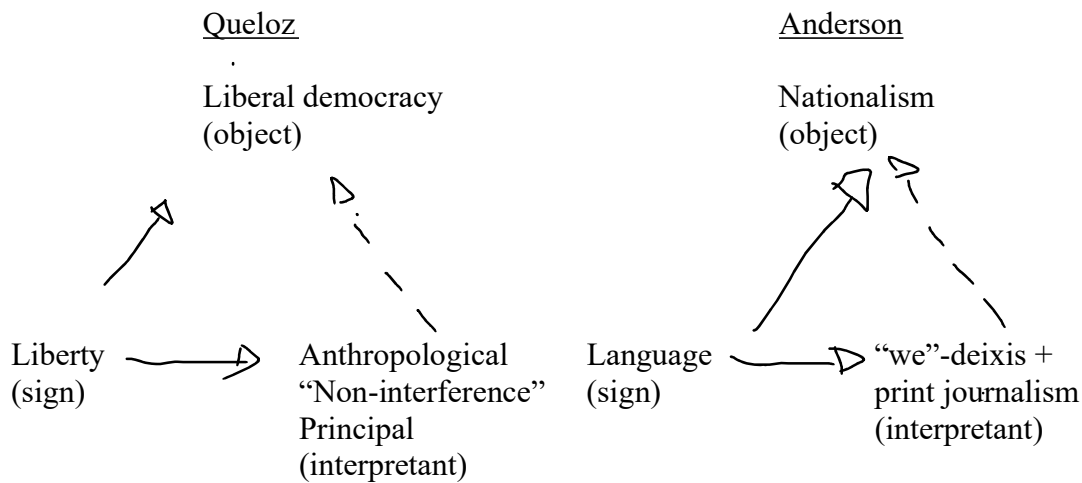 Queloz
Liberal democracy
(object)
Liberty
(sign)
Anthropological
“Non-interference”
Principal
(interpretant)
Anderson
Nationalism
(object)
Language
(sign)
“we”-deixis +
print journalism
(interpretant)